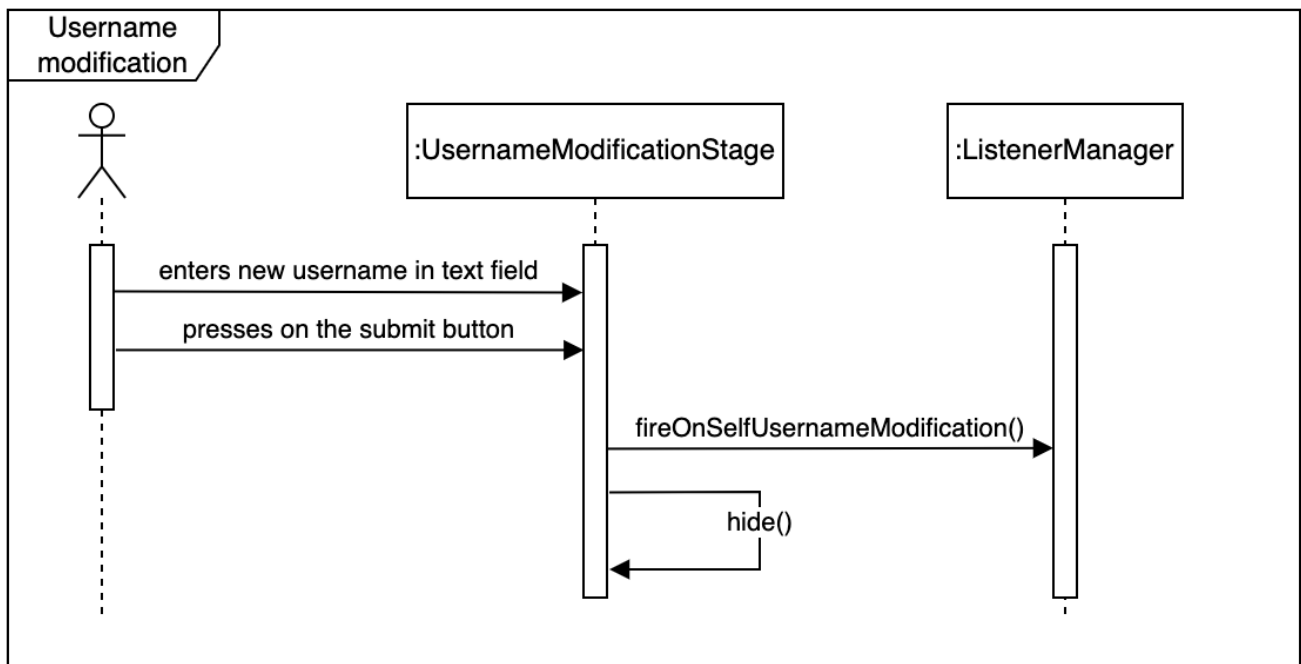 Username
modification
:UsernameModificationStage
:ListenerManager
enters new username in text field
presses on the submit button
fireOnSelfUsernameModification()
hide()